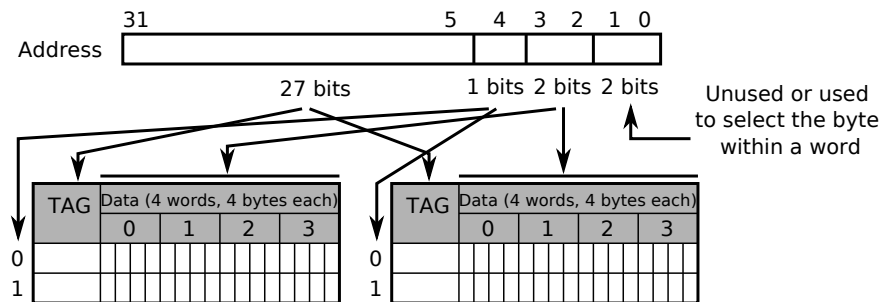 31 5 4 3 2 1 0
Address
27 bits 1 bits 2 bits 2 bits
Unused or used
to select the byte
within a word
TAG Data (4 words, 4 bytes each)
0 1 2 3
0
1
TAG Data (4 words, 4 bytes each)
0 1 2 3
0
1